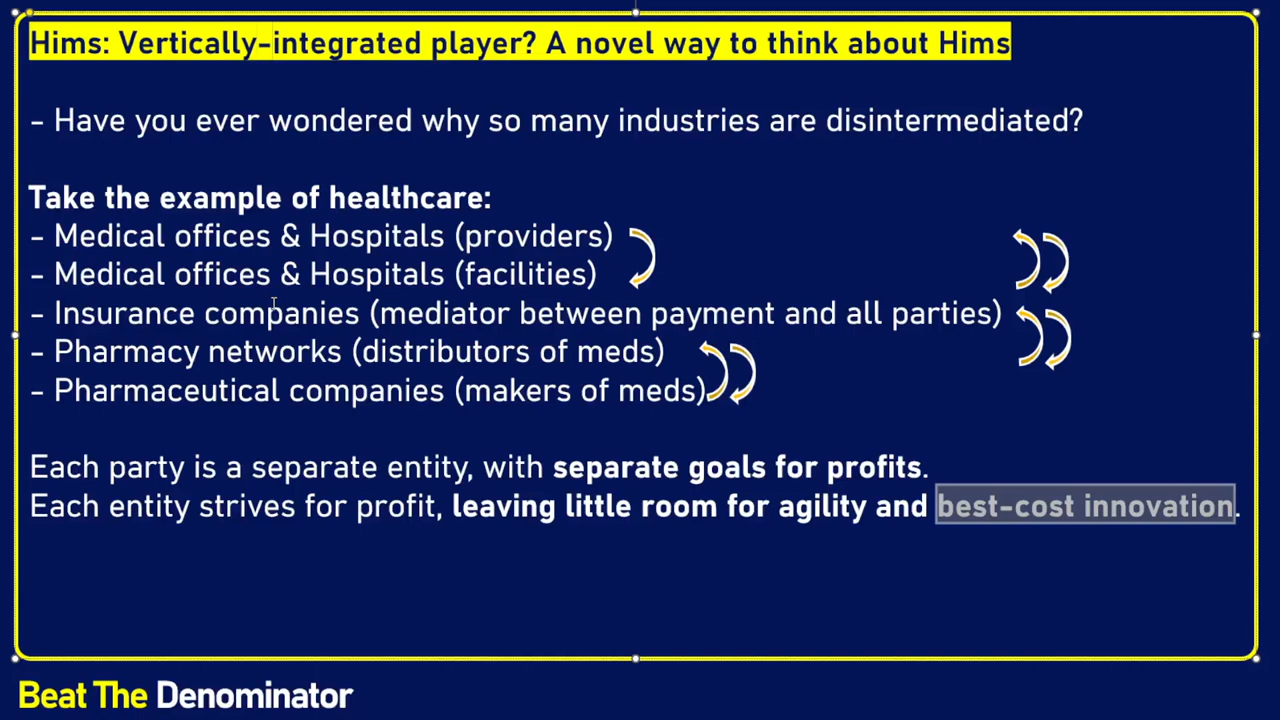 Hims: Vertically-integrated player? A novel way to think about Hims
- Have you ever wondered why so many industries are disintermediated?
Take the example of healthcare:
- Medical offices & Hospitals (providers)
- Medical offices & Hospitals (facilities)
- Insurance companies (mediator between payment and all parties)
- Pharmacy networks (distributors of meds)
- Pharmaceutical companies (makers of meds)
Each party is a separate entity, with separate goals for profits.
Each entity strives for profit, leaving little room for agility and best-cost innovation.
Beat The Denominator